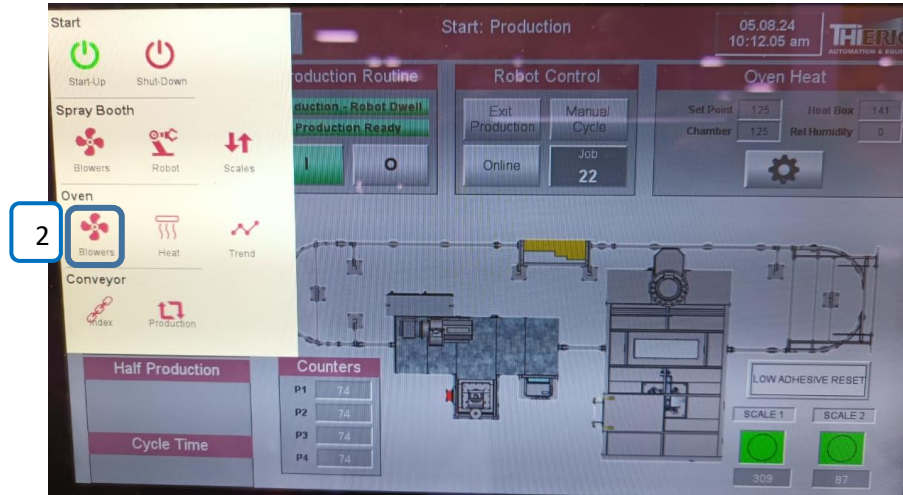 Start
Start-Up Shut-Down
Spray Booth
Blowers Robot Scales
Oven
2
Blowers Heat Trend
Conveyor
Index Production
Start: Production
05.08.24
10:12.05 am
THIERIC
AUTOMATION & EQUI
roduction Routine
duction - Robot Dwell
Production Ready
I O
Robot Control
Exit Production
Manual Cycle
Online
Job
22
Oven Heat
Set Point 125 Heat Box 141
Chamber 125 Rel Humidity 0
Half Production
Cycle Time
Counters
P1 74
P2 74
P3 74
P4 74
LOW ADHESIVE RESET
SCALE 1 SCALE 2
309 87